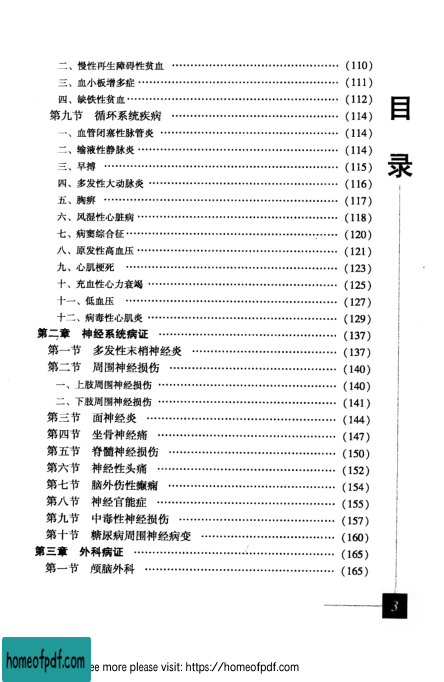 二、慢性再生障碍性贫血 ………………………… (110)
三、血小板增多症 ………………………… (111)
四、缺铁性贫血 ………………………… (112)
第九节 循环系统疾病 ………………………… (114)
一、血管闭塞性脉管炎 ………………………… (114)
二、输液性静脉炎 ………………………… (114)
三、早搏 ………………………… (115)
四、多发性大动脉炎 ………………………… (116)
五、胸痹 ………………………… (117)
六、风湿性心脏病 ………………………… (118)
七、病窦综合征 ………………………… (120)
八、原发性高血压 ………………………… (121)
九、心肌梗死 ………………………… (123)
十、充血性心力衰竭 ………………………… (125)
十一、低血压 ………………………… (127)
十二、病毒性心肌炎 ………………………… (129)
第二章 神经系统病证 ………………………… (137)
第一节 多发性末梢神经炎 ………………………… (137)
第二节 周围神经损伤 ………………………… (140)
一、上肢周围神经损伤 ………………………… (140)
二、下肢周围神经损伤 ………………………… (141)
第三节 面神经炎 ………………………… (144)
第四节 坐骨神经痛 ………………………… (147)
第五节 脊髓神经损伤 ………………………… (150)
第六节 神经性头痛 ………………………… (152)
第七节 脑外伤性癫痫 ………………………… (154)
第八节 神经官能症 ………………………… (155)
第九节 中毒性神经损伤 ………………………… (157)
第十节 糖尿病周围神经病变 ………………………… (160)
第三章 外科病证 ………………………… (165)
第一节 颅脑外科 ………………………… (165)
目
录
3
homeofpdf.com
ee more please visit: https://homeofpdf.com